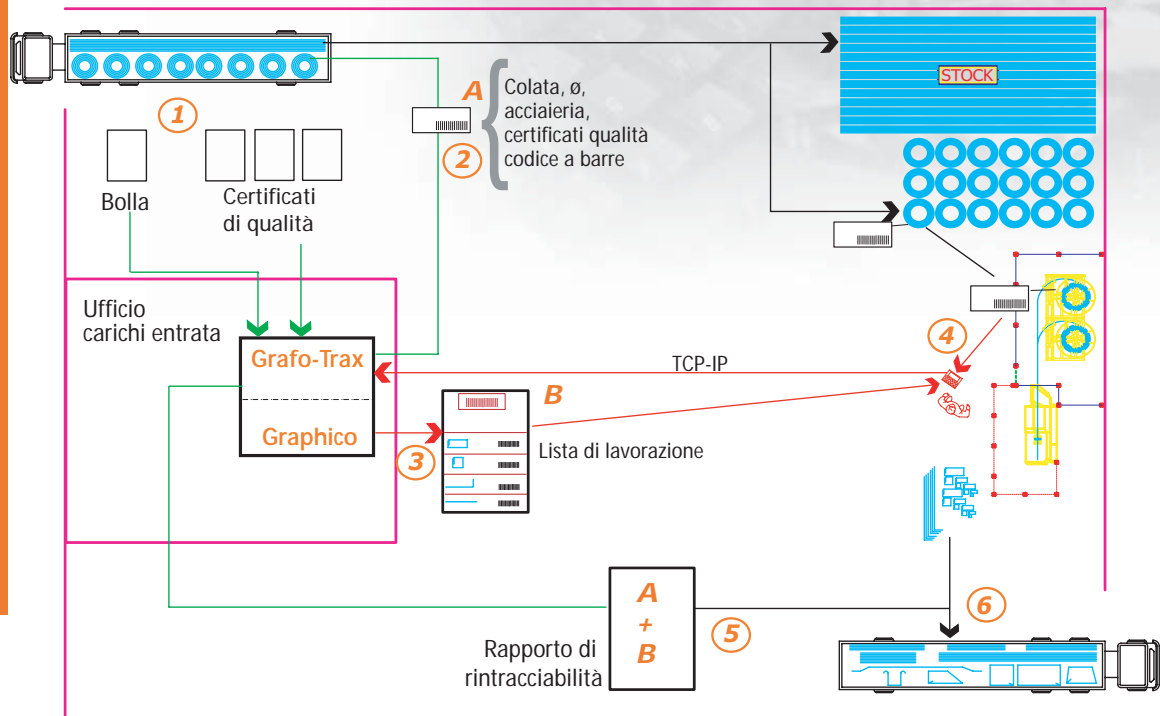 STOCK
A
Colata, ø,
acciaieria,
certificati qualità
codice a barre
1
2
Bolla
Certificati
di qualità
Ufficio
carichi entrata
Grafo-Trax
Graphico
4
TCP-IP
B
3
Lista di lavorazione
A
+
B
5
6
Rapporto di
rintracciabilità